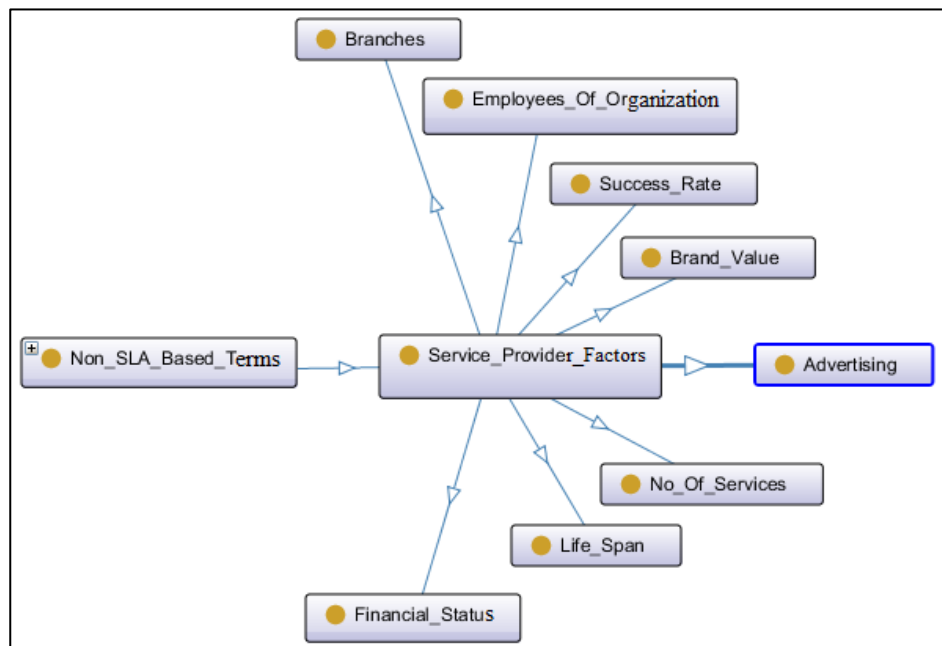 Branches
Employees_Of_Organization
Success_Rate
Brand_Value
Non_SLA_Based_Terms
Service_Provider_Factors
Advertising
No_Of_Services
Life_Span
Financial_Status